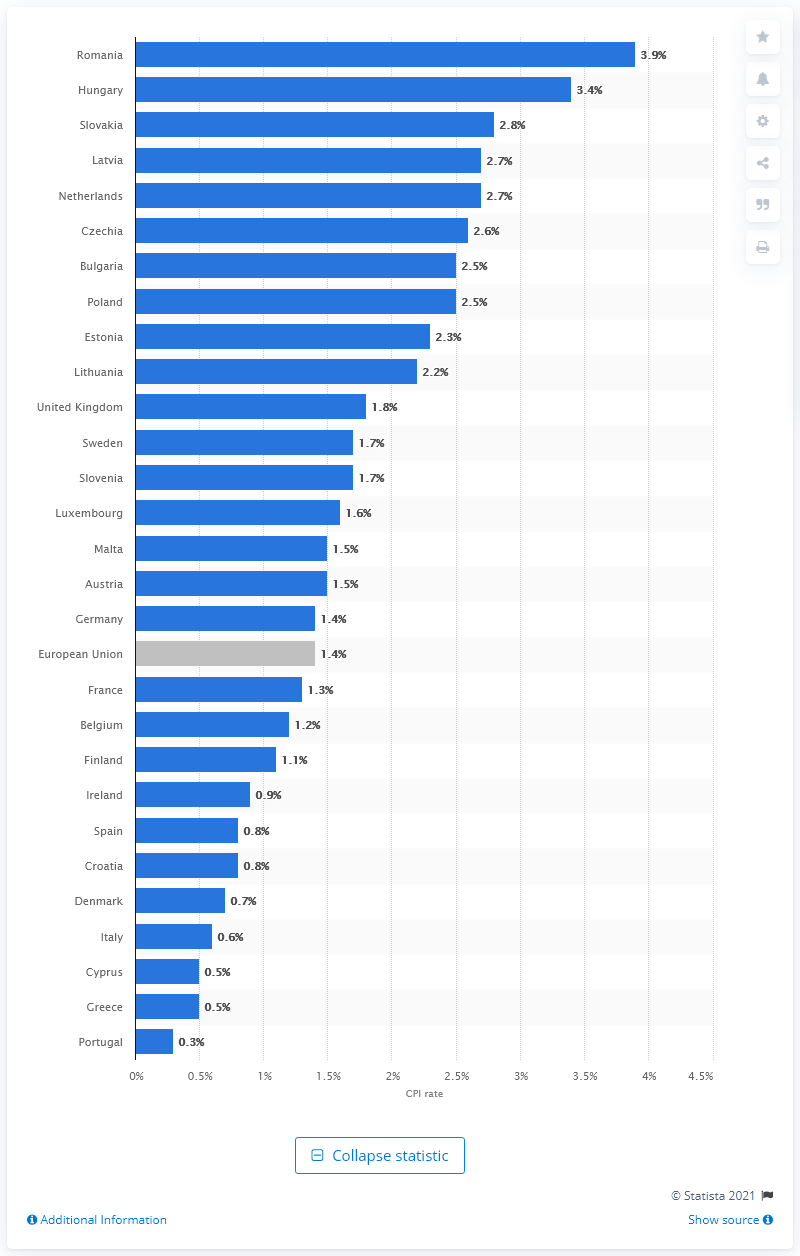 Romania 3.9%
Hungary 3.4%
Slovakia 2.8%
Latvia 2.7%
Netherlands 2.7%
Czechia 2.6%
Bulgaria 2.5%
Poland 2.5%
Estonia 2.3%
Lithuania 2.2%
United Kingdom 1.8%
Sweden 1.7%
Slovenia 1.7%
Luxembourg 1.6%
Malta 1.5%
Austria 1.5%
Germany 1.4%
European Union 1.4%
France 1.3%
Belgium 1.2%
Finland 1.1%
Ireland 0.9%
Spain 0.8%
Croatia 0.8%
Denmark 0.7%
Italy 0.6%
Cyprus 0.5%
Greece 0.5%
Portugal 0.3%
0% 0.5% 1% 1.5% 2% 2.5% 3% 3.5% 4% 4.5%
CPI rate
Collapse statistic
© Statista 2021
Additional Information Show source